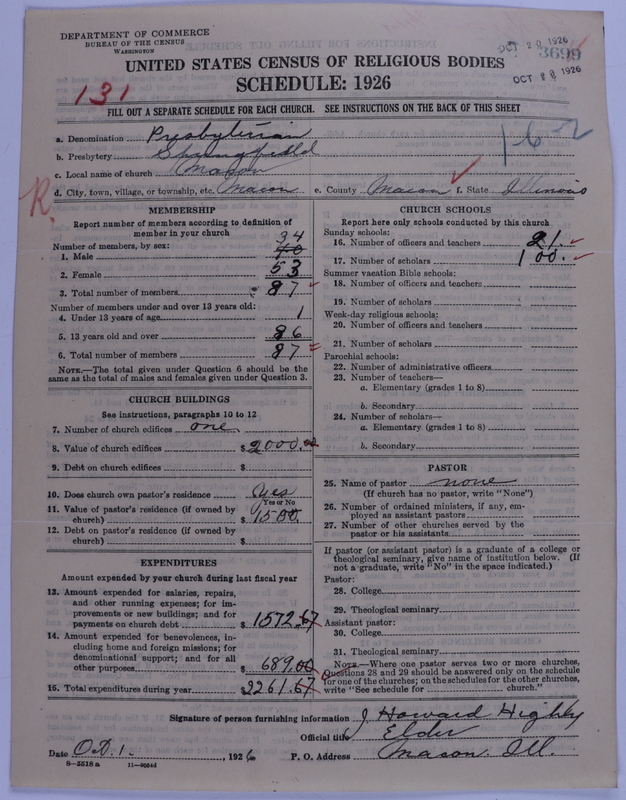 DEPARTMENT OF COMMERCE
BUREAU OF THE CENSUS
WASHINGTON
OCT 20 1926
3699
OCT 28 1926
UNITED STATES CENSUS OF RELIGIOUS BODIES
SCHEDULE: 1926
131
FILL OUT A SEPARATE SCHEDULE FOR EACH CHURCH. SEE INSTRUCTIONS ON THE BACK OF THIS SHEET
a. Denomination Presbyterian
b. Presbytery Springfield
c. Local name of church Macon
d. City, town, village, or township, etc. Macon e. County Macon f. State Illinois
R
MEMBERSHIP
Report number of members according to definition of
member in your church
Number of members, by sex: 34
1. Male 40
2. Female 53
3. Total number of members 87
Number of members under and over 13 years old:
4. Under 13 years of age 1
5. 13 years old and over 86
6. Total number of members 87
NOTE.—The total given under Question 6 should be the
same as the total of males and females given under Question 3.
CHURCH BUILDINGS
See instructions, paragraphs 10 to 12
7. Number of church edifices one
8. Value of church edifices $2000.00
9. Debt on church edifices $
10. Does church own pastor's residence Yes
Yes or No
11. Value of pastor's residence (if owned by
church) $1500.
12. Debt on pastor's residence (if owned by
church) $
EXPENDITURES
Amount expended by your church during last fiscal year
13. Amount expended for salaries, repairs,
and other running expenses; for im-
provements or new buildings; and for
payments on church debt $1572.67
14. Amount expended for benevolences, in-
cluding home and foreign missions; for
denominational support; and for all
other purposes $689.00
15. Total expenditures during year $2261.67
CHURCH SCHOOLS
Report here only schools conducted by this church
Sunday schools:
16. Number of officers and teachers 21.
17. Number of scholars 100.
Summer vacation Bible schools:
18. Number of officers and teachers
19. Number of scholars
Week-day religious schools:
20. Number of officers and teachers
21. Number of scholars
Parochial schools:
22. Number of administrative officers
23. Number of teachers—
a. Elementary (grades 1 to 8)
b. Secondary
24. Number of scholars—
a. Elementary (grades 1 to 8)
b. Secondary
PASTOR
25. Name of pastor none
(If church has no pastor, write "None")
26. Number of ordained ministers, if any, em-
ployed as assistant pastors
27. Number of other churches served by the
pastor or his assistants
If pastor (or assistant pastor) is a graduate of a college or
theological seminary, give name of institution below. (If
not a graduate, write "No" in the space indicated.)
Pastor:
28. College
29. Theological seminary
Assistant pastor:
30. College
31. Theological seminary
NOTE.—Where one pastor serves two or more churches,
Questions 28 and 29 should be answered only on the schedule
for one of the churches; on the schedules for the other churches,
write "See schedule for church."
Signature of person furnishing information J Howard Highly
Official title Elder
Date Oct. 1. , 1926 P. O. Address Macon. Ill.
8—5518 a